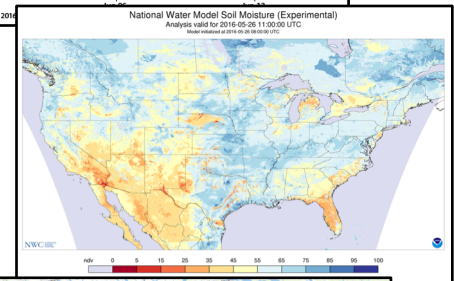 2016
National Water Model Soil Moisture (Experimental)
Analysis valid for 2016-05-26 11:00:00 UTC
Model initialized at 2016-05-26 08:00:00 UTC
NWC
ndv 0 5 15 25 35 45 55 65 75 85 95 100